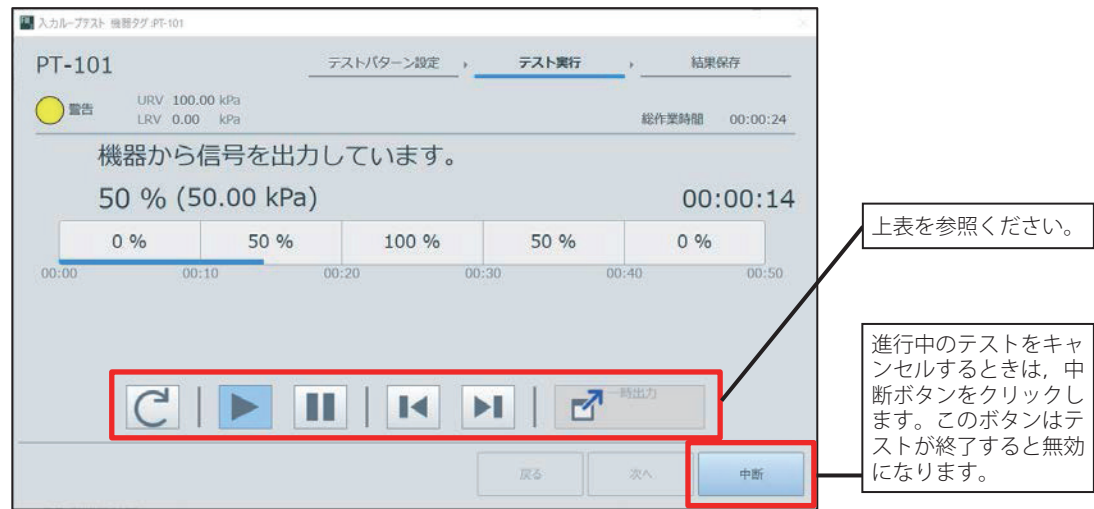 入力ループテスト 機器タグ:PT-101
PT-101
テストパターン設定
テスト実行
結果保存
警告
URV 100.00 kPa
LRV 0.00 kPa
総作業時間 00:00:24
機器から信号を出力しています。
50 % (50.00 kPa)
00:00:14
0 % 50 % 100 % 50 % 0 %
00:00 00:10 00:20 00:30 00:40 00:50
一時出力
戻る 次へ 中断
上表を参照ください。
進行中のテストをキャ
ンセルするときは，中
断ボタンをクリックし
ます。このボタンはテ
ストが終了すると無効
になります。